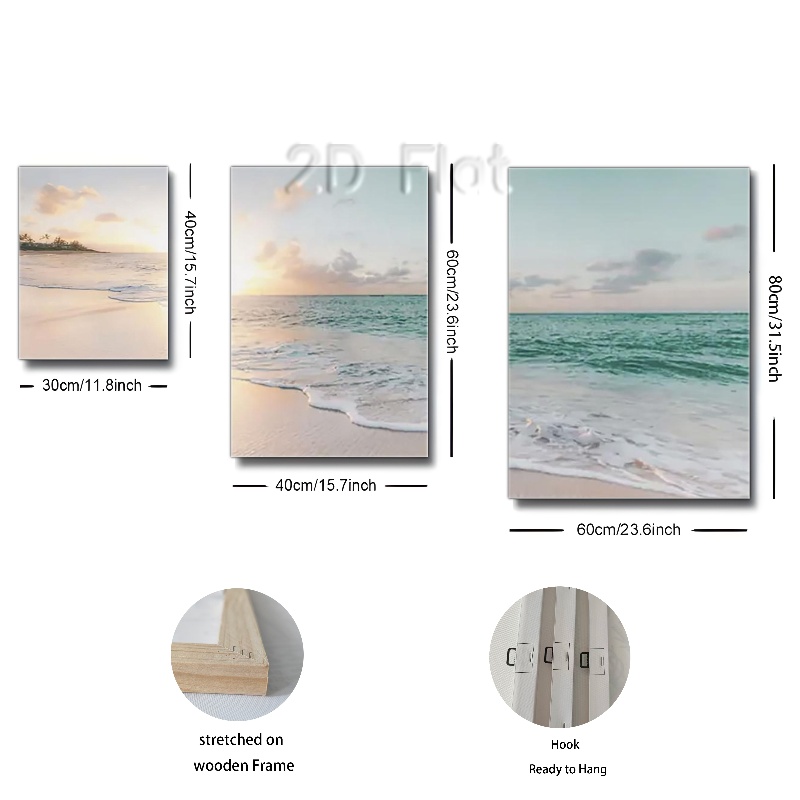 2D Flat
40cm/15.7inch
30cm/11.8inch
60cm/23.6inch
40cm/15.7inch
80cm/31.5inch
60cm/23.6inch
stretched on
wooden Frame
Hook
Ready to Hang